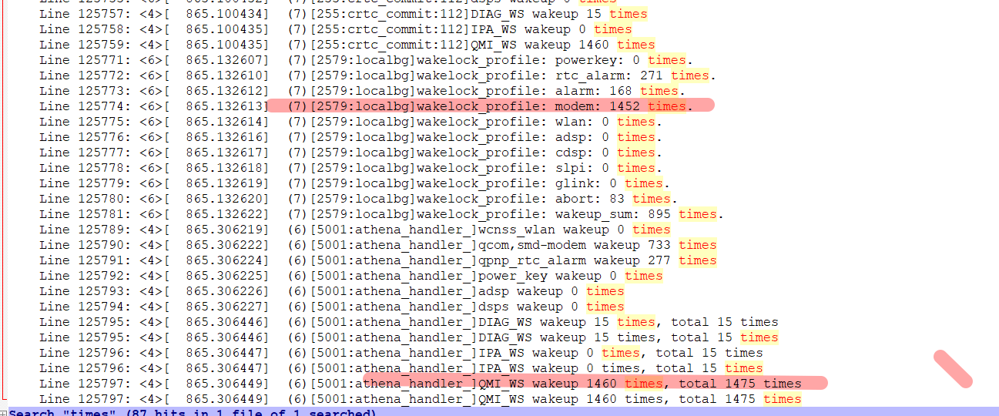 Line 125757: <4>[  865.100434]  (7)[255:crtc_commit:112]DIAG_WS wakeup 15 times
Line 125758: <4>[  865.100435]  (7)[255:crtc_commit:112]IPA_WS wakeup 0 times
Line 125759: <4>[  865.100435]  (7)[255:crtc_commit:112]QMI_WS wakeup 1460 times
Line 125771: <6>[  865.132607]  (7)[2579:localbg]wakelock_profile: powerkey: 0 times.
Line 125772: <6>[  865.132610]  (7)[2579:localbg]wakelock_profile: rtc_alarm: 271 times.
Line 125773: <6>[  865.132612]  (7)[2579:localbg]wakelock_profile: alarm: 168 times.
Line 125774: <6>[  865.132613]  (7)[2579:localbg]wakelock_profile: modem: 1452 times.
Line 125775: <6>[  865.132614]  (7)[2579:localbg]wakelock_profile: wlan: 0 times.
Line 125776: <6>[  865.132616]  (7)[2579:localbg]wakelock_profile: adsp: 0 times.
Line 125777: <6>[  865.132617]  (7)[2579:localbg]wakelock_profile: cdsp: 0 times.
Line 125778: <6>[  865.132618]  (7)[2579:localbg]wakelock_profile: slpi: 0 times.
Line 125779: <6>[  865.132619]  (7)[2579:localbg]wakelock_profile: glink: 0 times.
Line 125780: <6>[  865.132620]  (7)[2579:localbg]wakelock_profile: abort: 83 times.
Line 125781: <6>[  865.132622]  (7)[2579:localbg]wakelock_profile: wakeup_sum: 895 times.
Line 125789: <4>[  865.306219]  (6)[5001:athena_handler_]wcnss_wlan wakeup 0 times
Line 125790: <4>[  865.306222]  (6)[5001:athena_handler_]qcom,smd-modem wakeup 733 times
Line 125791: <4>[  865.306224]  (6)[5001:athena_handler_]qpnp_rtc_alarm wakeup 277 times
Line 125792: <4>[  865.306225]  (6)[5001:athena_handler_]power_key wakeup 0 times
Line 125793: <4>[  865.306226]  (6)[5001:athena_handler_]adsp wakeup 0 times
Line 125794: <4>[  865.306227]  (6)[5001:athena_handler_]dsps wakeup 0 times
Line 125795: <4>[  865.306446]  (6)[5001:athena_handler_]DIAG_WS wakeup 15 times, total 15 times
Line 125795: <4>[  865.306446]  (6)[5001:athena_handler_]DIAG_WS wakeup 15 times, total 15 times
Line 125796: <4>[  865.306447]  (6)[5001:athena_handler_]IPA_WS wakeup 0 times, total 15 times
Line 125796: <4>[  865.306447]  (6)[5001:athena_handler_]IPA_WS wakeup 0 times, total 15 times
Line 125797: <4>[  865.306449]  (6)[5001:athena_handler_]QMI_WS wakeup 1460 times, total 1475 times
Line 125797: <4>[  865.306449]  (6)[5001:athena_handler_]QMI_WS wakeup 1460 times, total 1475 times
Search "times" (87 hits in 1 file of 1 searched)